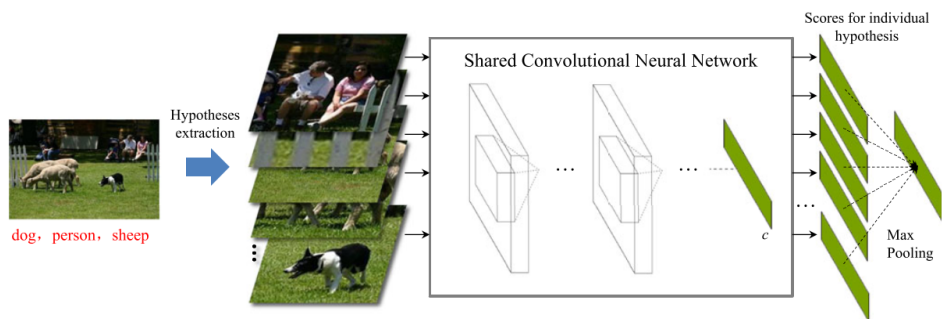 Scores for individual
hypothesis
Shared Convolutional Neural Network
Hypotheses
extraction
dog，person，sheep
...
...
...
c
Max
Pooling